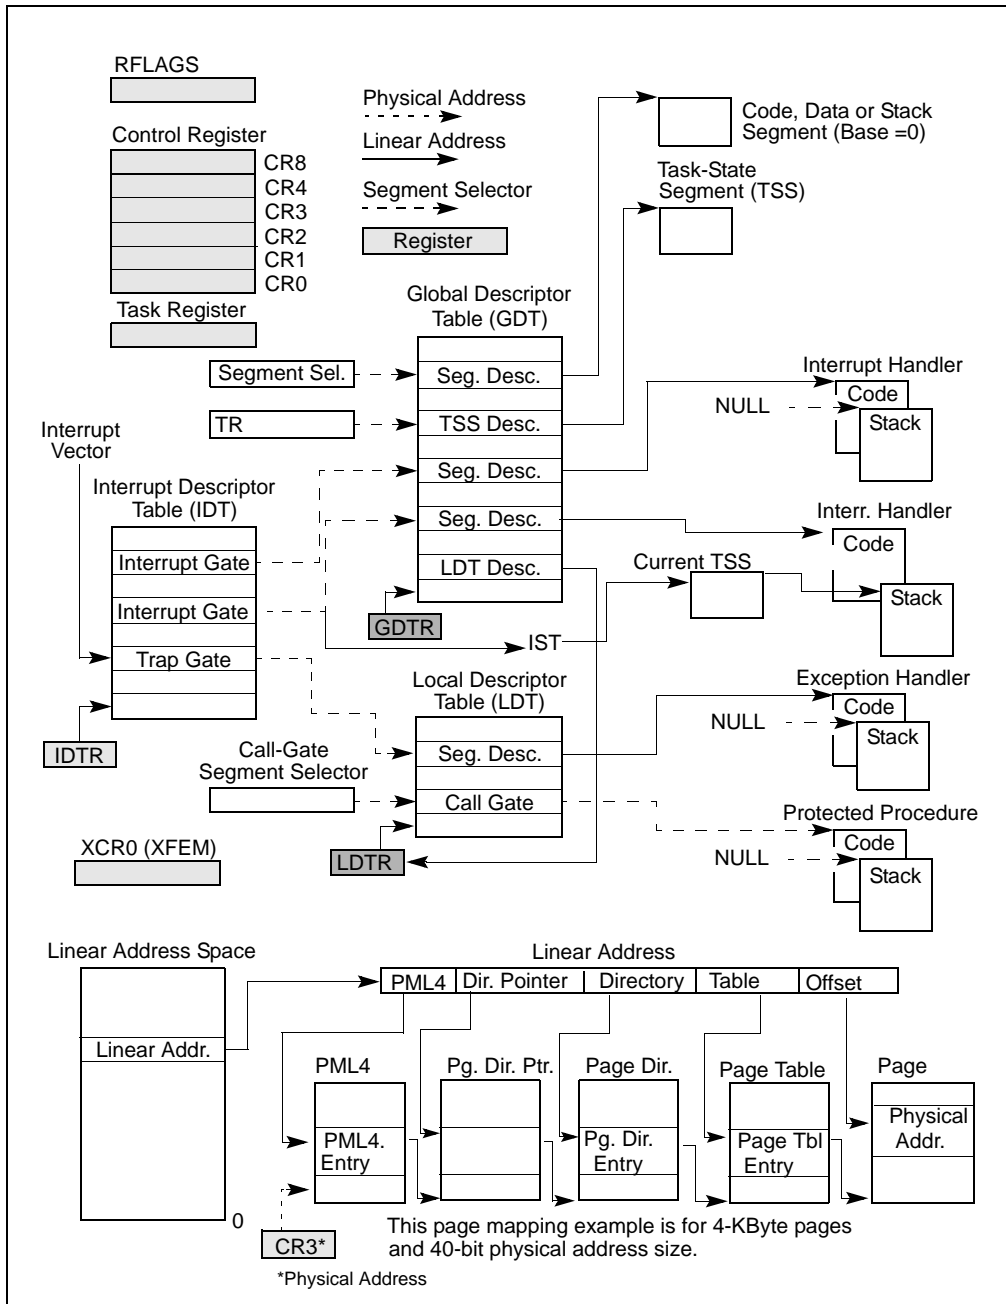 RFLAGS
Physical Address
Code, Data or Stack
Segment (Base =0)
Control Register
CR8
CR4
CR3
CR2
CR1
CR0
Linear Address
Segment Selector
Register
Task-State
Segment (TSS)
Task Register
Global Descriptor
Table (GDT)
Segment Sel.
Seg. Desc.
TR
TSS Desc.
Seg. Desc.
Seg. Desc.
LDT Desc.
GDTR
Interrupt Handler
Code
NULL
Stack
Interrupt
Vector
Interrupt Descriptor
Table (IDT)
Interrupt Gate
Interrupt Gate
Trap Gate
IDTR
Interr. Handler
Code
Current TSS
Stack
IST
Local Descriptor
Table (LDT)
Seg. Desc.
Call Gate
Call-Gate
Segment Selector
LDTR
Exception Handler
Code
NULL
Stack
Protected Procedure
Code
NULL
Stack
XCR0 (XFEM)
Linear Address Space
Linear Addr.
0
Linear Address
PML4 Dir. Pointer Directory Table Offset
PML4
PML4.
Entry
Pg. Dir. Ptr.
Page Dir.
Pg. Dir.
Entry
Page Table
Page Tbl
Entry
Page
Physical
Addr.
CR3*
This page mapping example is for 4-KByte pages
and 40-bit physical address size.
*Physical Address